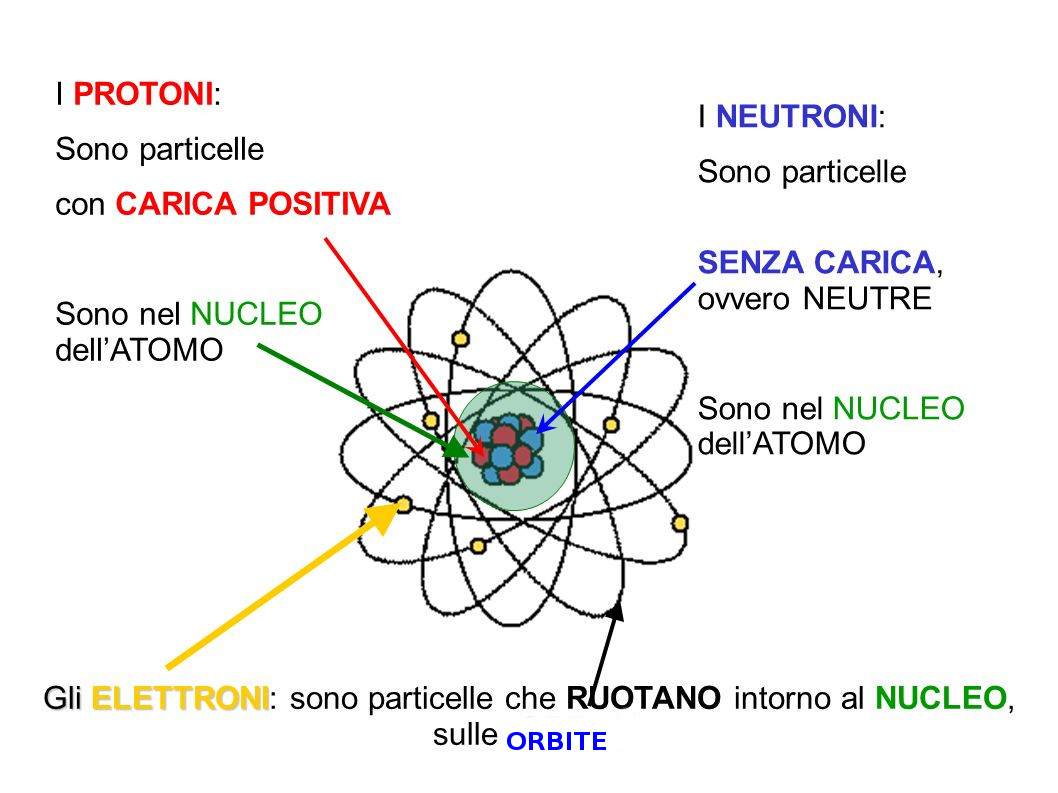 I PROTONI:
Sono particelle
con CARICA POSITIVA
Sono nel NUCLEO
dell’ATOMO
I NEUTRONI:
Sono particelle
SENZA CARICA,
ovvero NEUTRE
Sono nel NUCLEO
dell’ATOMO
Gli ELETTRONI: sono particelle che RUOTANO intorno al NUCLEO,
sulle ORBITE